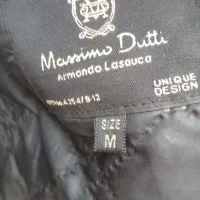 Massimo Dutti
Armando Lasauca
UNIQUE
DESIGN
SIZE
M